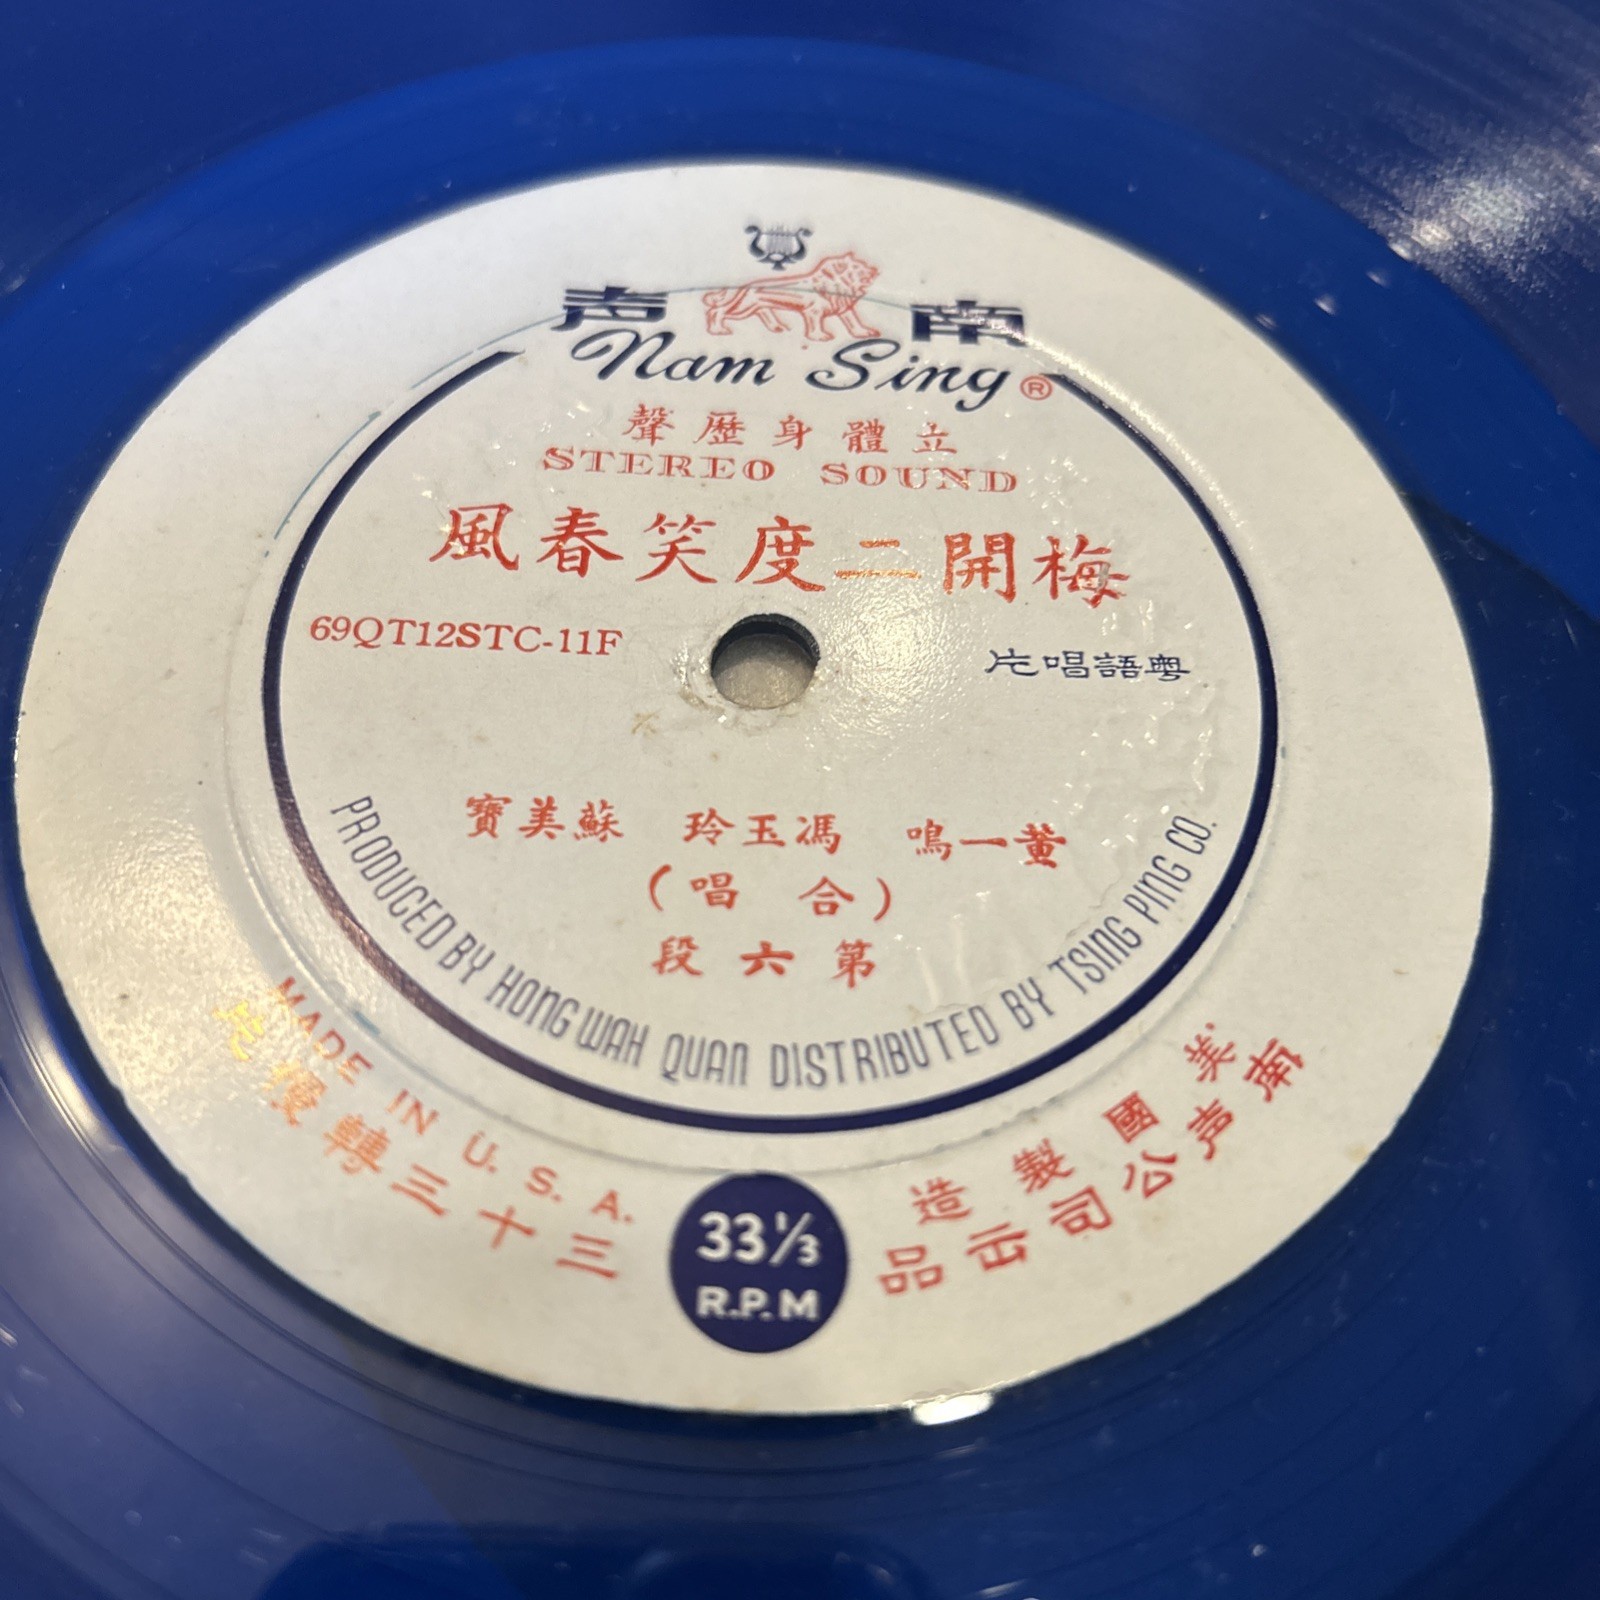 南声
Nam Sing ®
立體身歷聲
STEREO SOUND
梅開二度笑春風
69QT12STC-11F
粵語唱片
黃一鳴 馮玉玲 蘇美寶
(合唱)
第六段
PRODUCED BY HONG WAH QUAN DISTRIBUTED BY TSING PING CO.
MADE IN U.S.A.
三十三轉慢片
美國製造
南声公司出品
33⅓
R.P.M